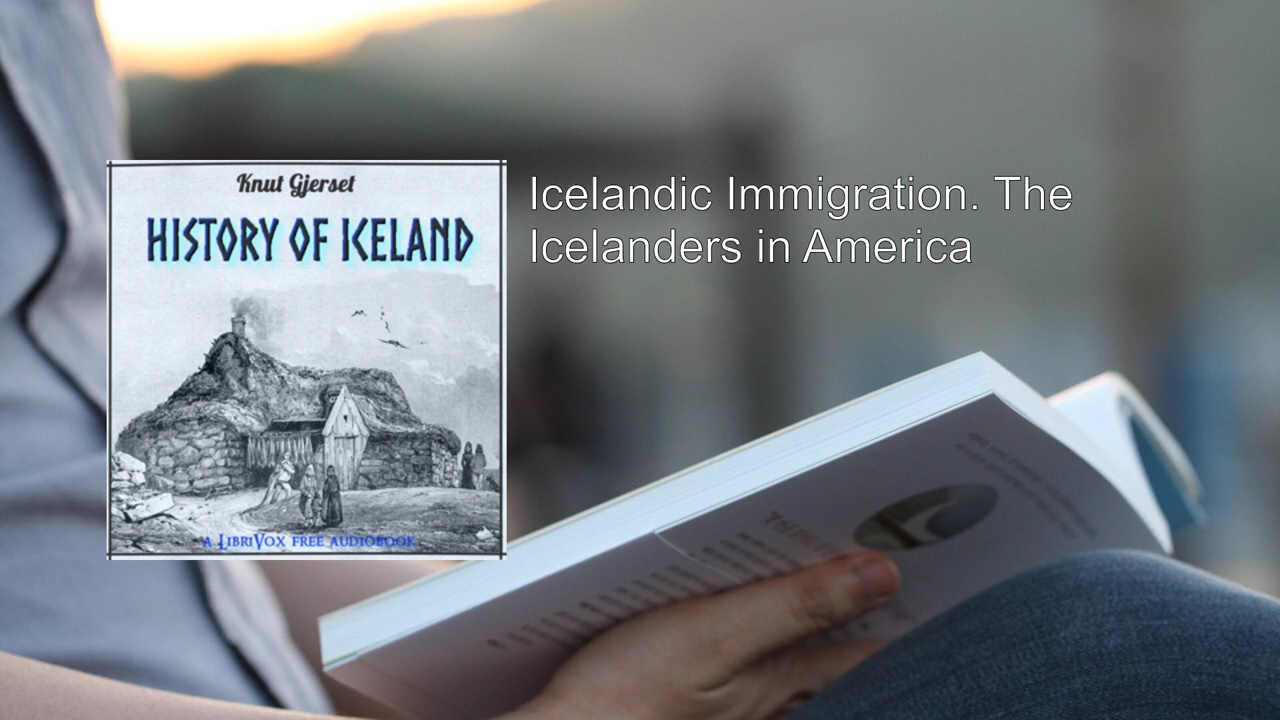 Knut Gjerset
HISTORY OF ICELAND
A LIBRIVOX FREE AUDIOBOOK
Icelandic Immigration. The
Icelanders in America